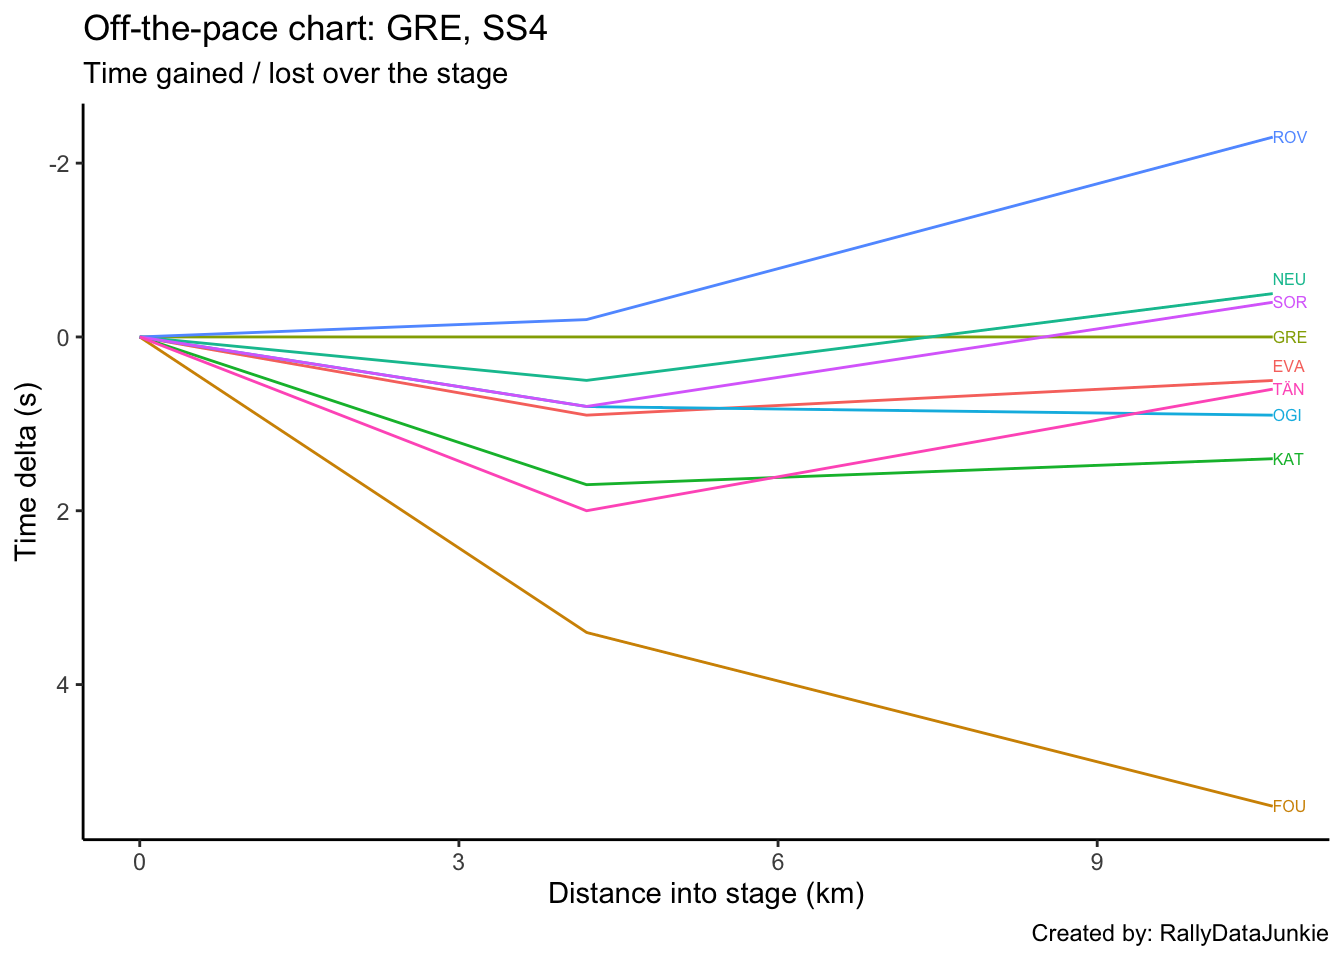 Off-the-pace chart: GRE, SS4
Time gained / lost over the stage
-2
0
2
4
Time delta (s)
ROV
NEU
SOR
GRE
EVA
TÄN
OGI
KAT
FOU
0 3 6 9
Distance into stage (km)
Created by: RallyDataJunkie